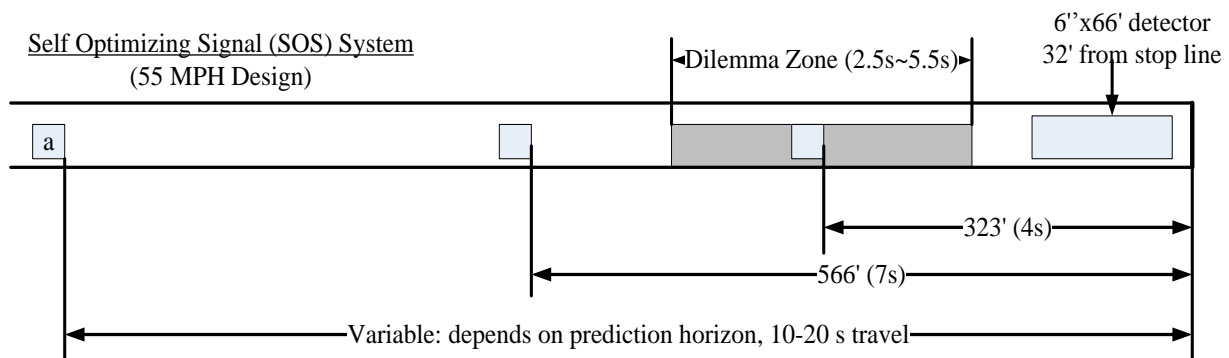 Self Optimizing Signal (SOS) System
(55 MPH Design)
6''x66' detector
32' from stop line
Dilemma Zone (2.5s~5.5s)
a
323' (4s)
566' (7s)
Variable: depends on prediction horizon, 10-20 s travel